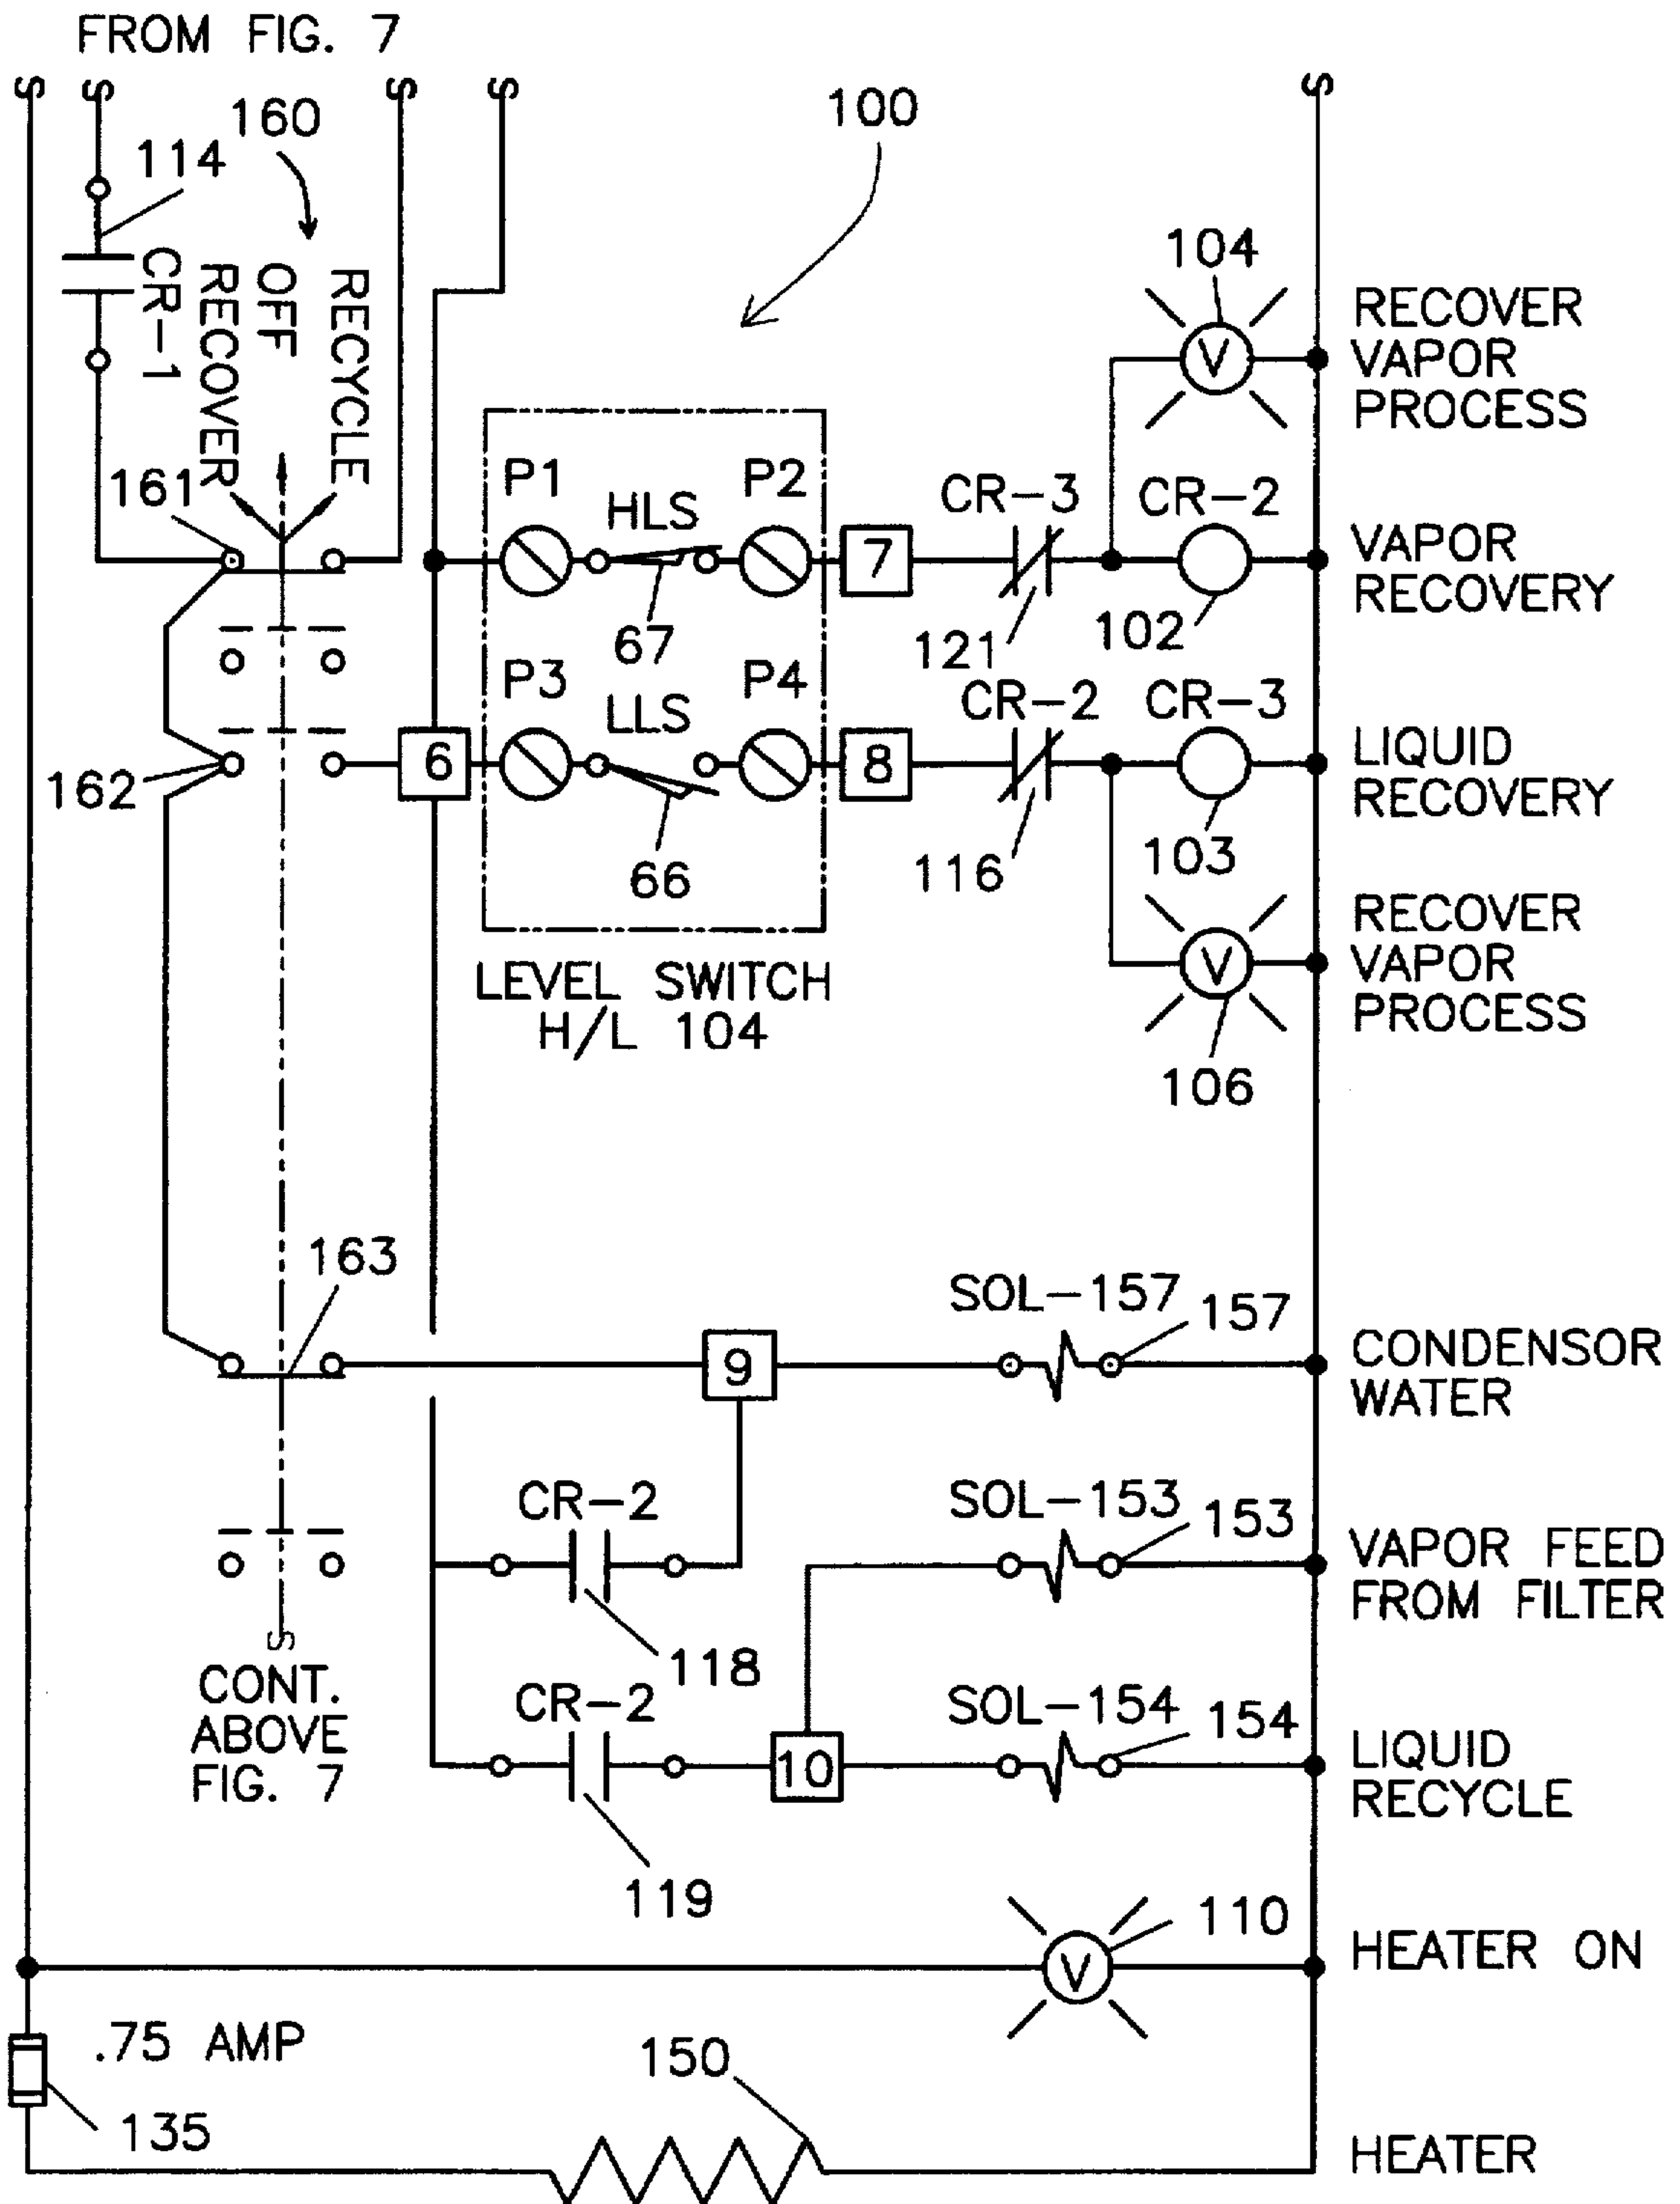 FROM FIG. 7
S S S S S
160
100
114
CR-1
RECOVER
OFF
RECYCLE
104
RECOVER
VAPOR
PROCESS
161
P1
HLS
P2
7
67
CR-3
121
CR-2
102
VAPOR
RECOVERY
162
6
P3
LLS
P4
8
66
CR-2
116
CR-3
103
LIQUID
RECOVERY
LEVEL SWITCH
H/L 104
V
V
106
RECOVER
VAPOR
PROCESS
163
9
SOL-157
157
CONDENSOR
WATER
CR-2
118
SOL-153
153
VAPOR FEED
FROM FILTER
S
CONT.
ABOVE
FIG. 7
CR-2
119
10
SOL-154
154
LIQUID
RECYCLE
V
110
HEATER ON
.75 AMP
135
150
HEATER